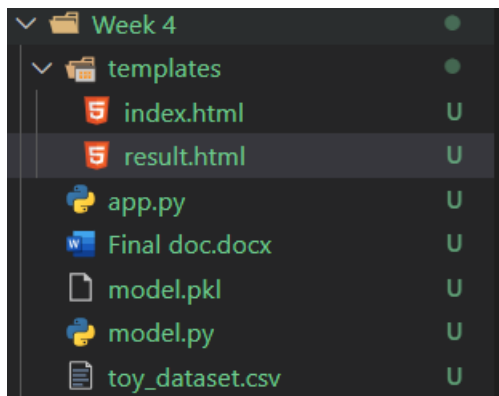 Week 4
templates
index.html U
result.html U
app.py U
Final doc.docx U
model.pkl U
model.py U
toy_dataset.csv U